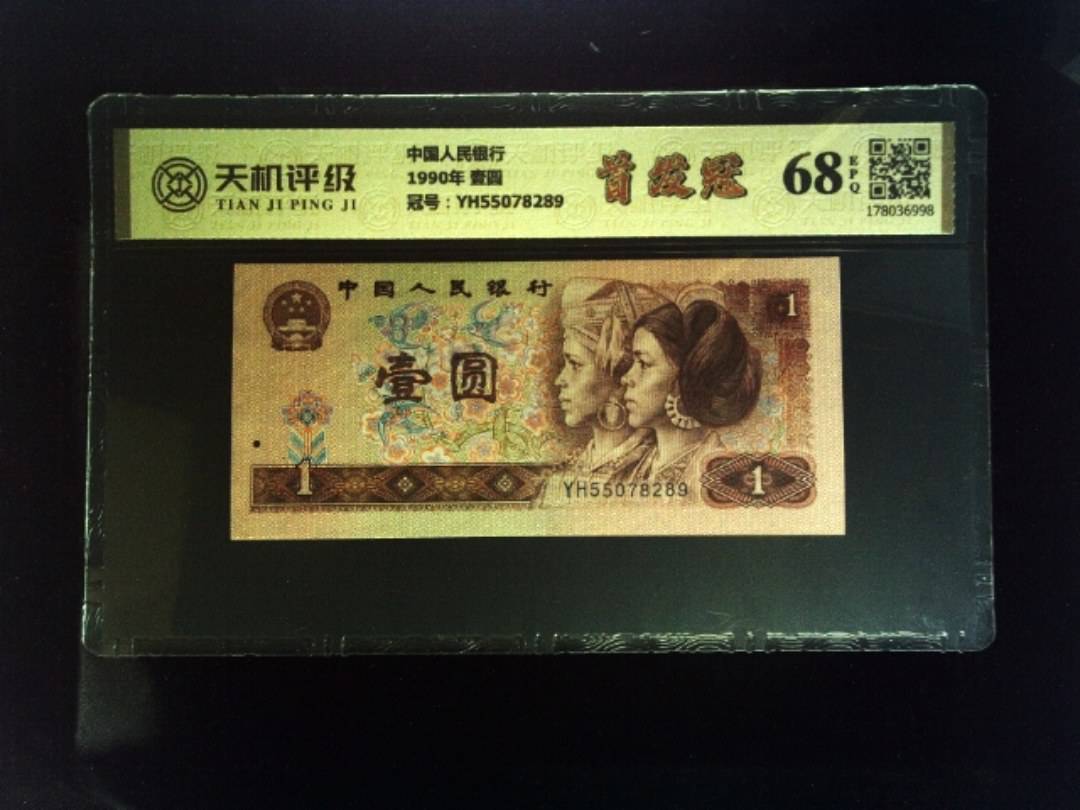 天机评级
TIAN JI PING JI
中国人民银行
1990年 壹圆
冠号：YH55078289
首发冠
68
EPQ
178036998
中国人民银行
1
壹圆
1
YH55078289
1